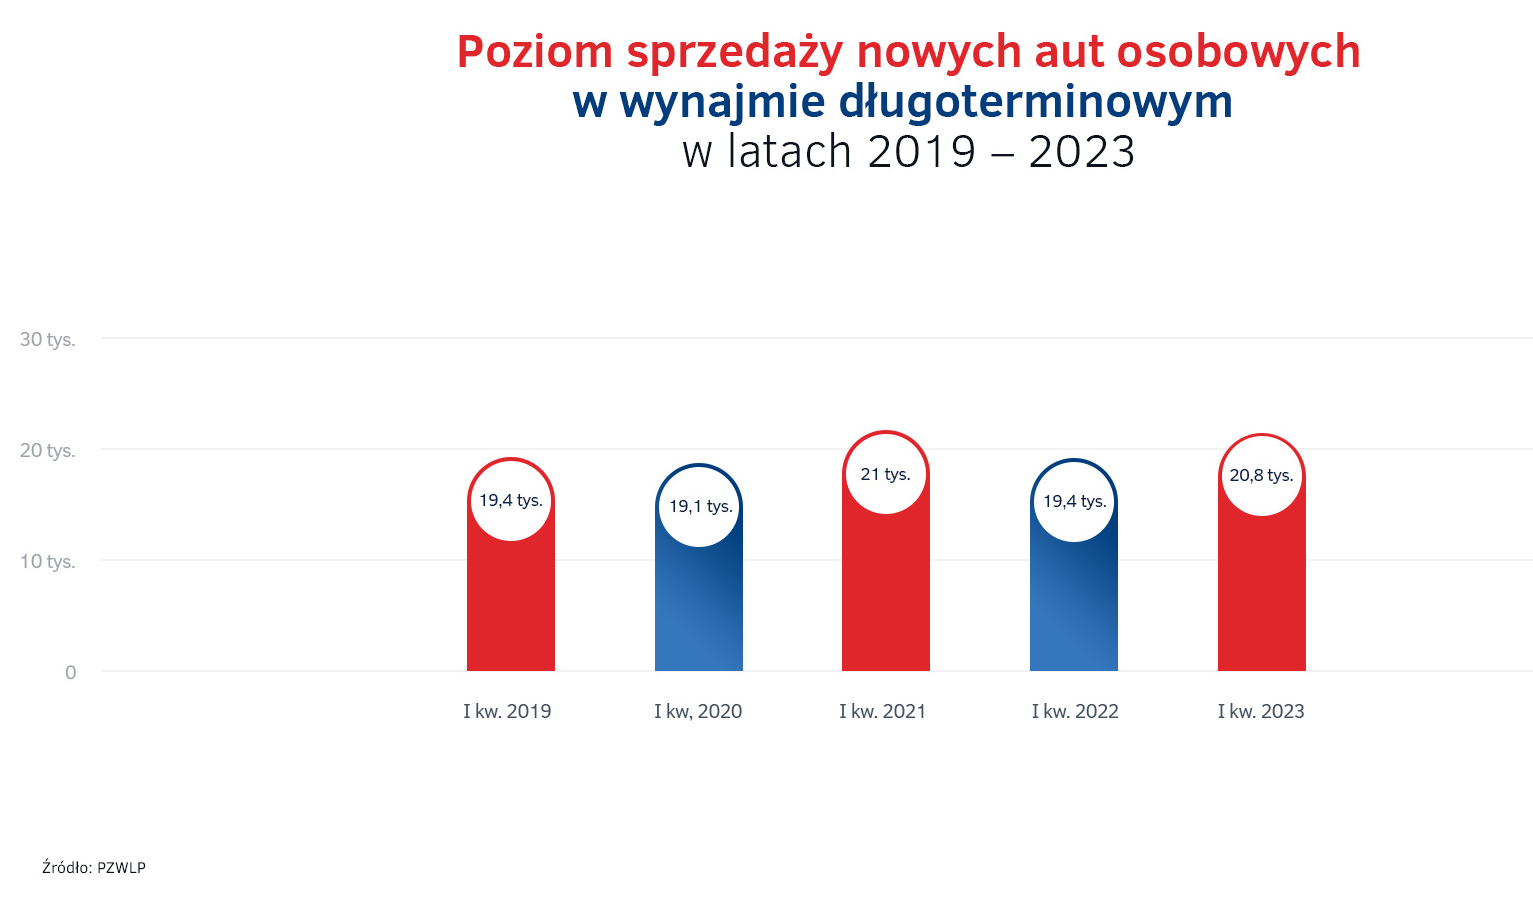 Poziom sprzedaży nowych aut osobowych
w wynajmie długoterminowym
w latach 2019 – 2023
30 tys.
20 tys.
10 tys.
0
19,4 tys.
19,1 tys.
21 tys.
19,4 tys.
20,8 tys.
I kw. 2019
I kw, 2020
I kw. 2021
I kw. 2022
I kw. 2023
Źródło: PZWLP